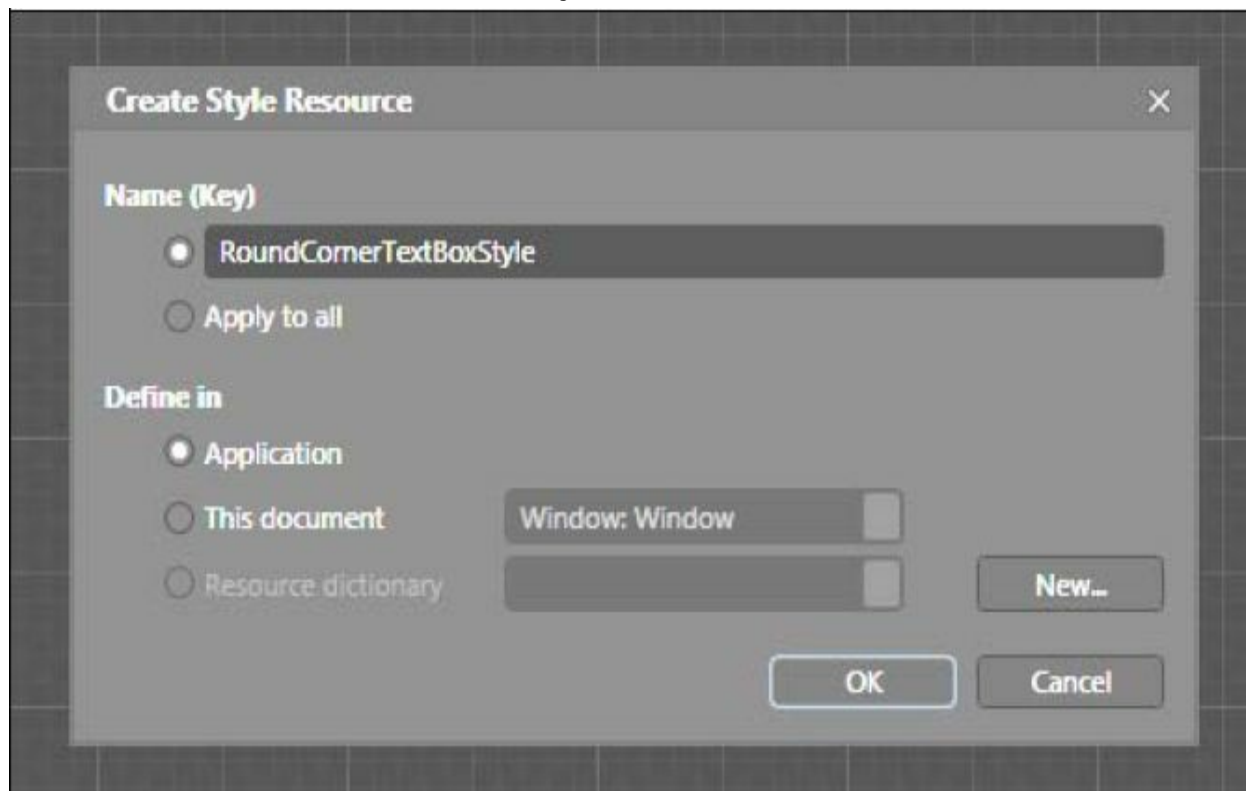 Create Style Resource
Name (Key)
RoundCornerTextBoxStyle
Apply to all
Define in
Application
This document Window: Window
Resource dictionary New...
OK Cancel